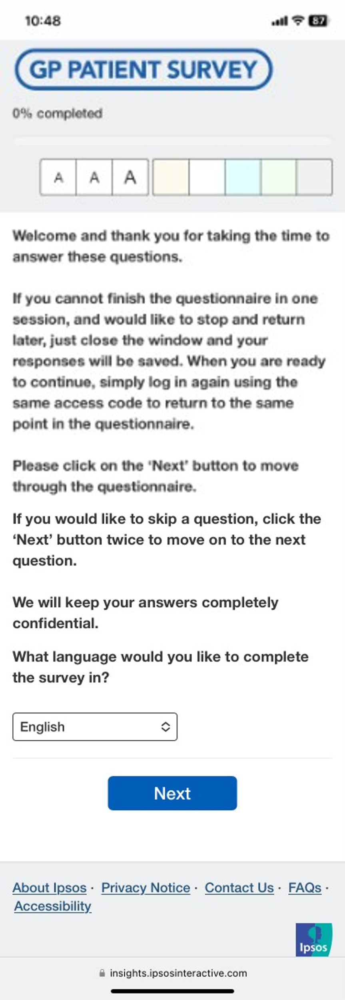 10:48
87
GP PATIENT SURVEY
0% completed
A A A
Welcome and thank you for taking the time to
answer these questions.
If you cannot finish the questionnaire in one
session, and would like to stop and return
later, just close the window and your
responses will be saved. When you are ready
to continue, simply log in again using the
same access code to return to the same
point in the questionnaire.
Please click on the ‘Next’ button to move
through the questionnaire.
If you would like to skip a question, click the
‘Next’ button twice to move on to the next
question.
We will keep your answers completely
confidential.
What language would you like to complete
the survey in?
English
Next
About Ipsos · Privacy Notice · Contact Us · FAQs ·
Accessibility
Ipsos
insights.ipsosinteractive.com